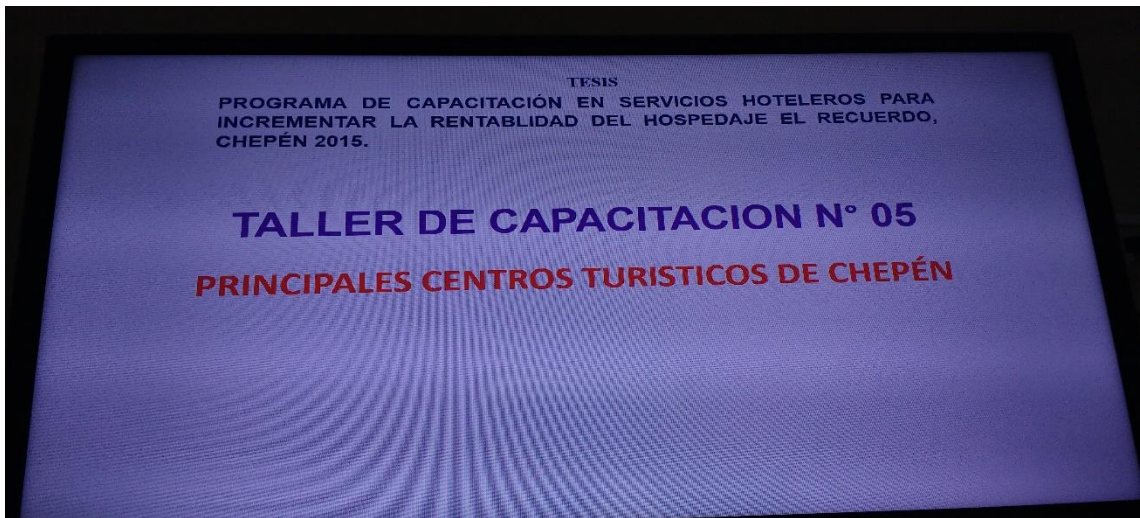 TESIS
PROGRAMA DE CAPACITACIÓN EN SERVICIOS HOTELEROS PARA
INCREMENTAR LA RENTABLIDAD DEL HOSPEDAJE EL RECUERDO,
CHEPÉN 2015.
TALLER DE CAPACITACION N° 05
PRINCIPALES CENTROS TURISTICOS DE CHEPÉN